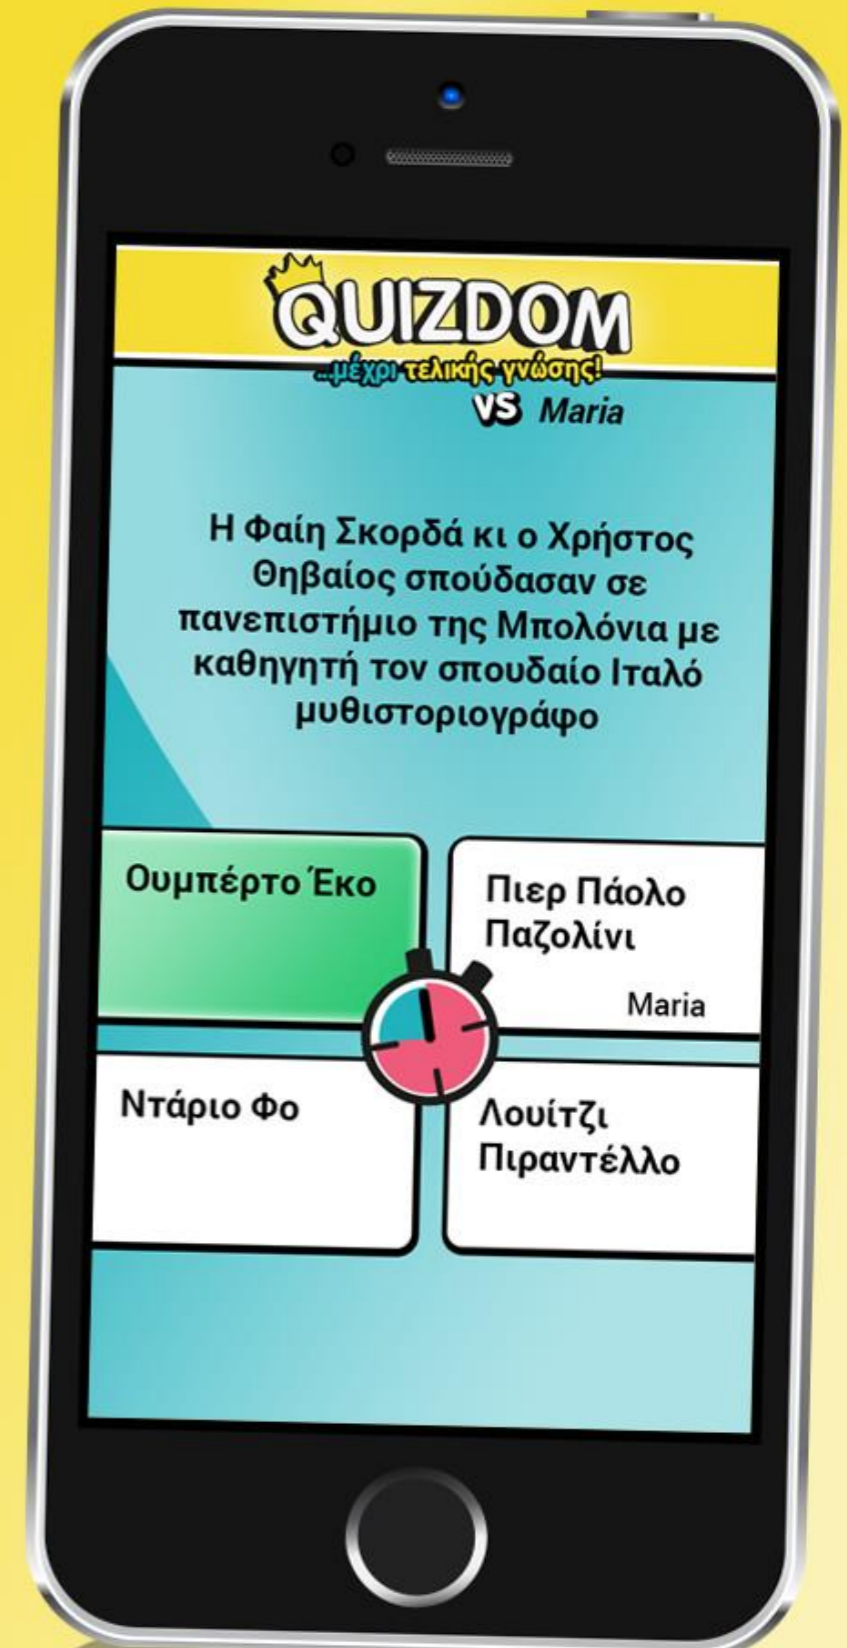 QUIZDOM
...μέχρι τελικής γνώσης!
VS Maria
Η Φαίη Σκορδά κι ο Χρήστος
Θηβαίος σπούδασαν σε
πανεπιστήμιο της Μπολόνια με
καθηγητή τον σπουδαίο Ιταλό
μυθιστοριογράφο
Ουμπέρτο Έκο
Πιερ Πάολο
Παζολίνι
Maria
Ντάριο Φο
Λουίτζι
Πιραντέλλο